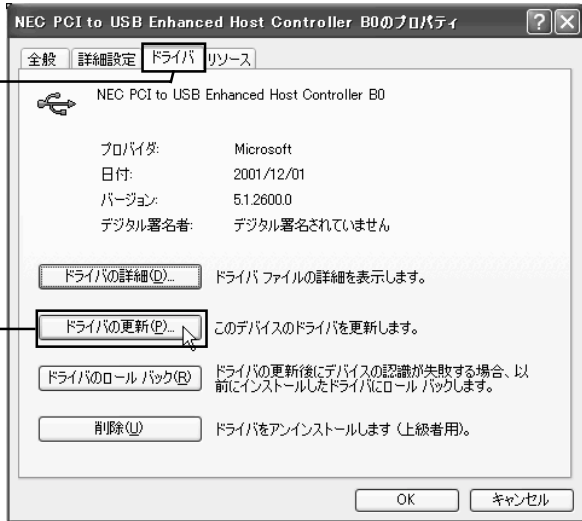 NEC PCI to USB Enhanced Host Controller B0のプロパティ
全般 詳細設定 ドライバ リソース
NEC PCI to USB Enhanced Host Controller B0
プロバイダ: Microsoft
日付: 2001/12/01
バージョン: 5.1.2600.0
デジタル署名者: デジタル署名されていません
ドライバの詳細(D)... ドライバ ファイルの詳細を表示します。
ドライバの更新(P)... このデバイスのドライバを更新します。
ドライバのロール バック(R) ドライバの更新後にデバイスの認識が失敗する場合、以
前にインストールしたドライバにロール バックします。
削除(U) ドライバをアンインストールします (上級者用)。
OK キャンセル